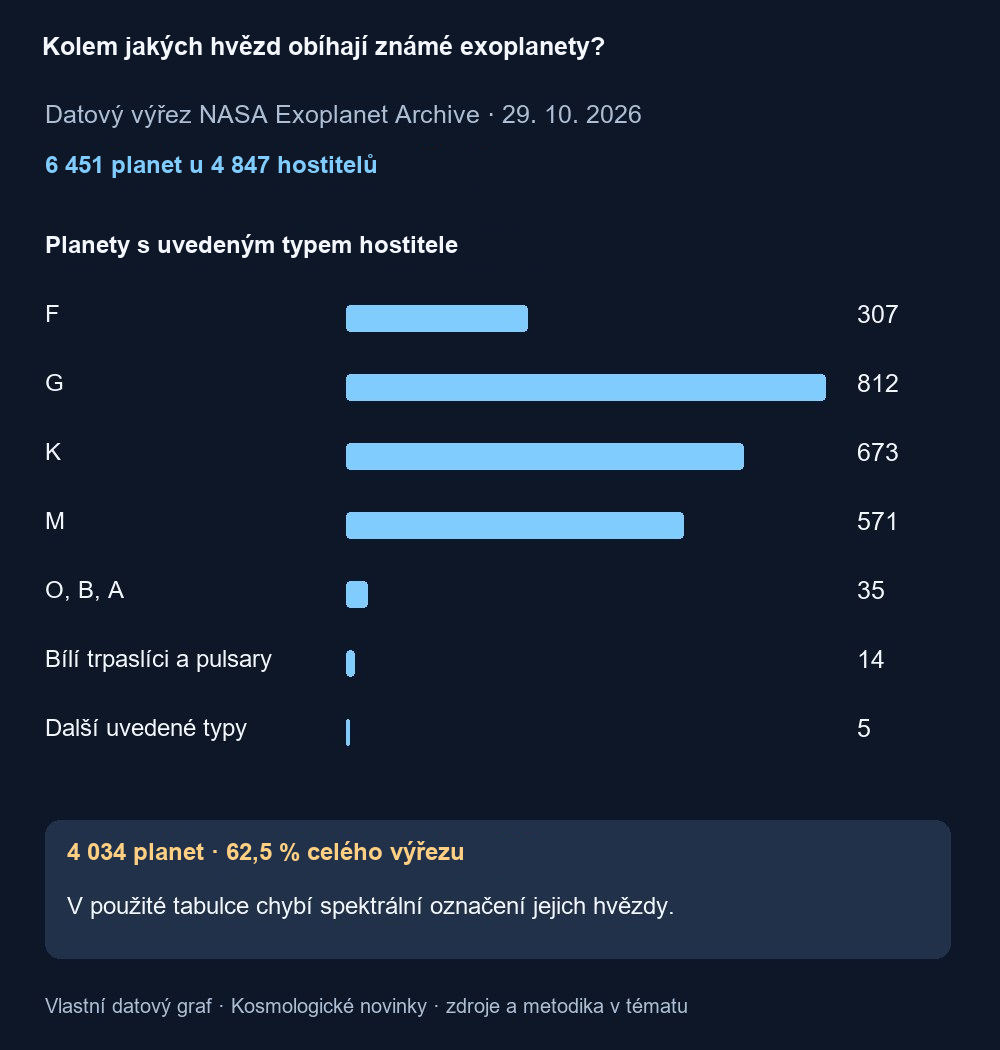 Kolem jakých hvězd obíhají známé exoplanety?
Datový výřez NASA Exoplanet Archive · 29. 10. 2026
6 451 planet u 4 847 hostitelů
Planety s uvedeným typem hostitele
F 307
G 812
K 673
M 571
O, B, A 35
Bílí trpaslíci a pulsary 14
Další uvedené typy 5
4 034 planet · 62,5 % celého výřezu
V použité tabulce chybí spektrální označení jejich hvězdy.
Vlastní datový graf · Kosmologické novinky · zdroje a metodika v tématu